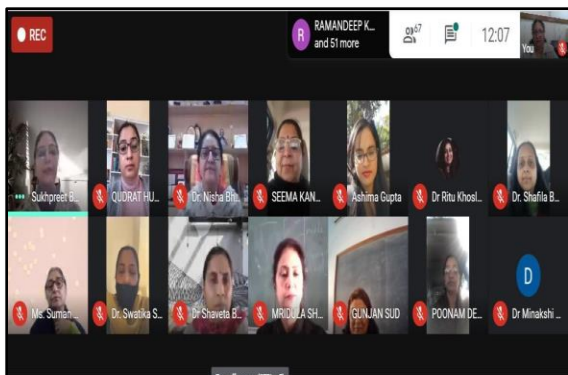 REC
R RAMANDEEP K...
and 51 more
67
12:07
You
Sukhpreet B...
QUDRAT HU...
Dr. Nisha Bh...
SEEMA KAN...
Ashima Gupta
Dr Ritu Khosl...
Dr. Shafila B...
Ms. Suman ...
Dr. Swatika S...
Dr Shaveta B...
MRIDULA SH...
GUNJAN SUD
POONAM DE...
D
Dr Minakshi ...